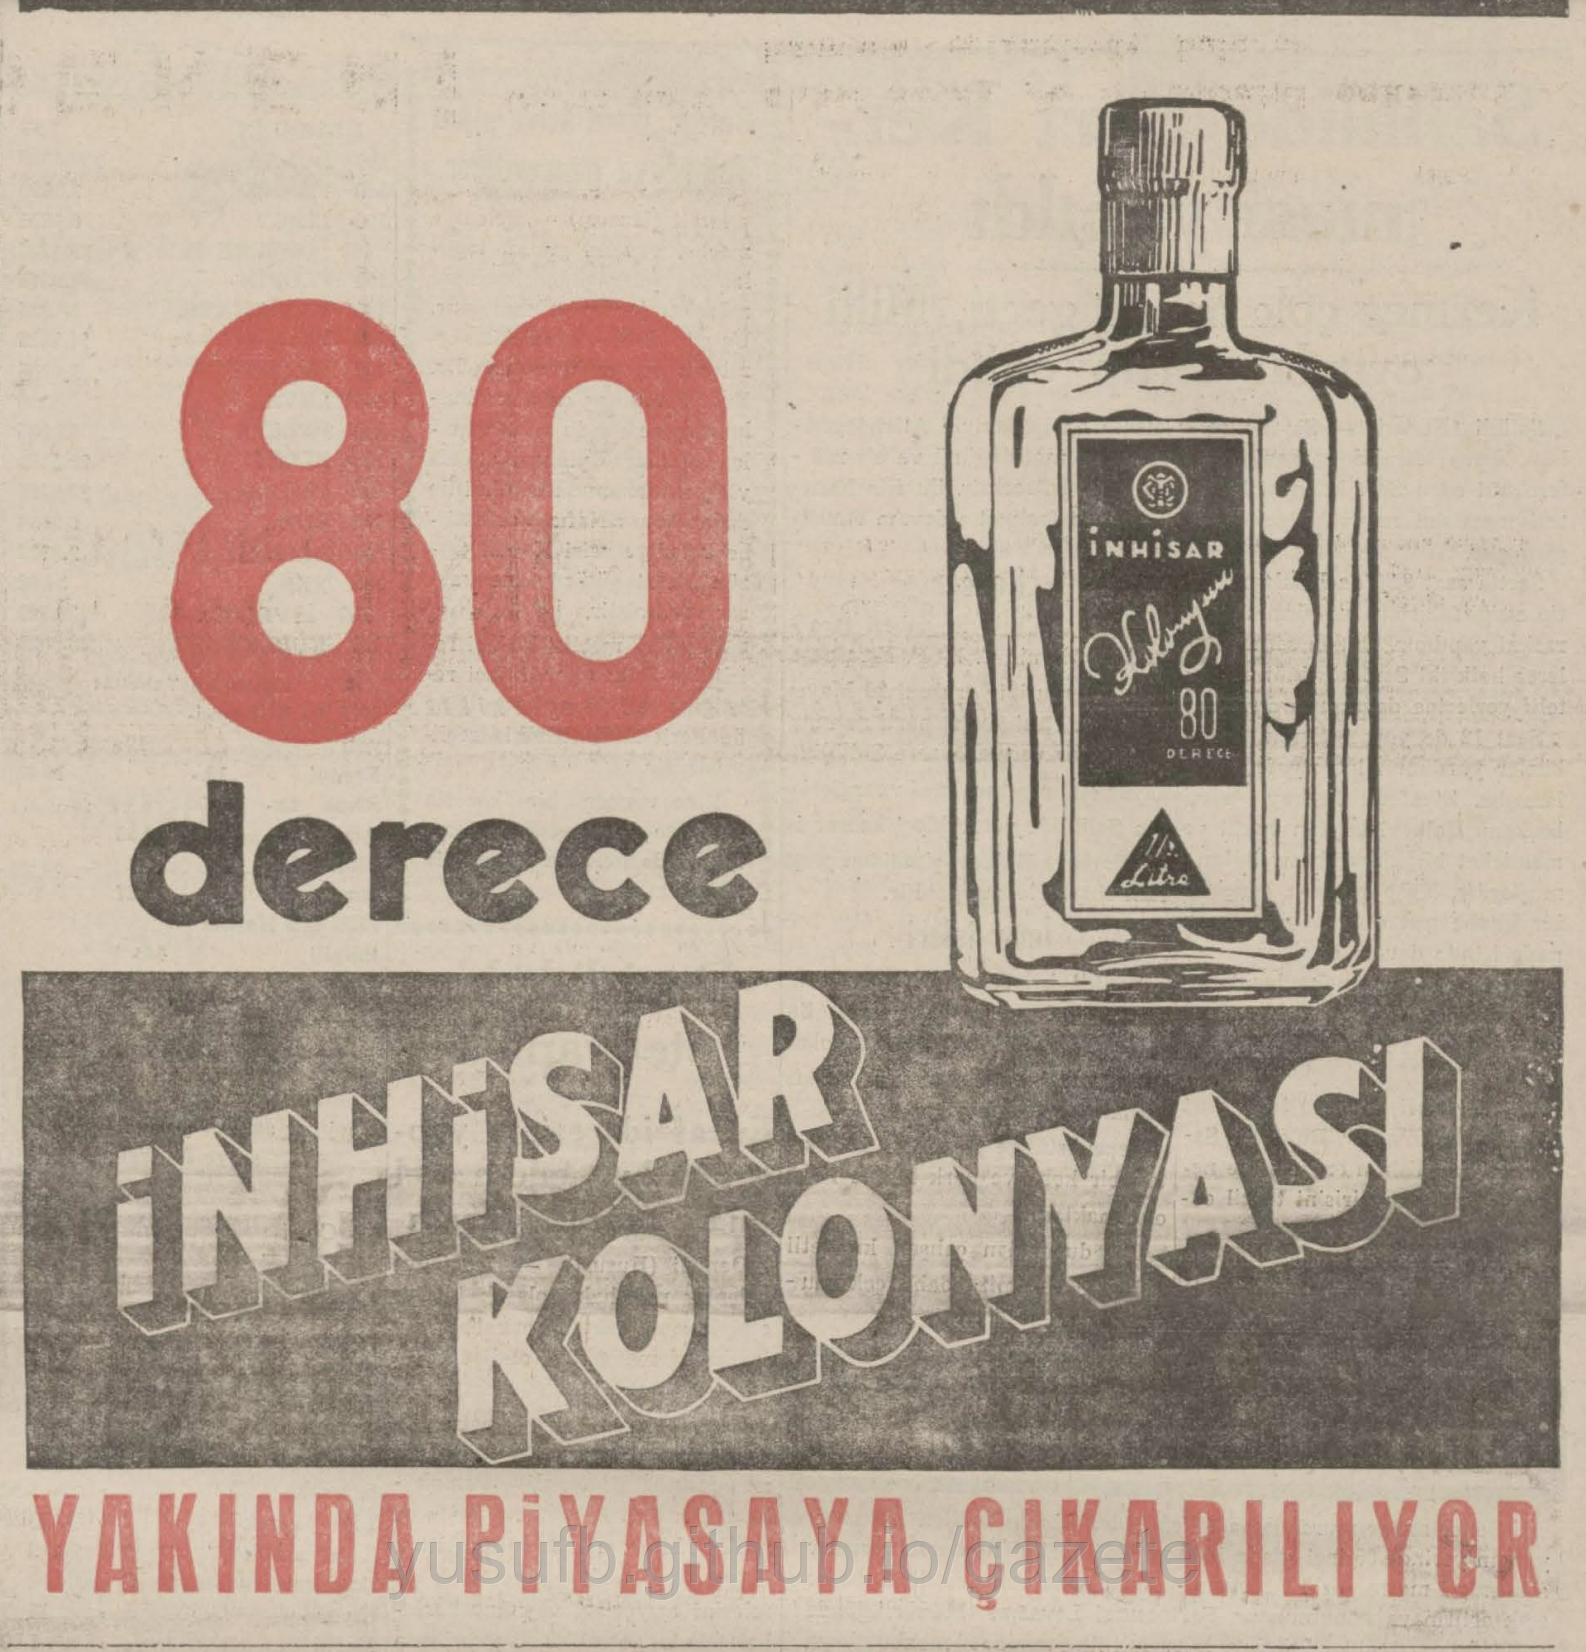 80
derece
İNHİSAR
Kolonyası
80
DERECE
1/2
Litre
İNHİSAR
KOLONYASI
YAKINDA PİYASAYA ÇIKARILIYOR
yusufb.github.io/gazete